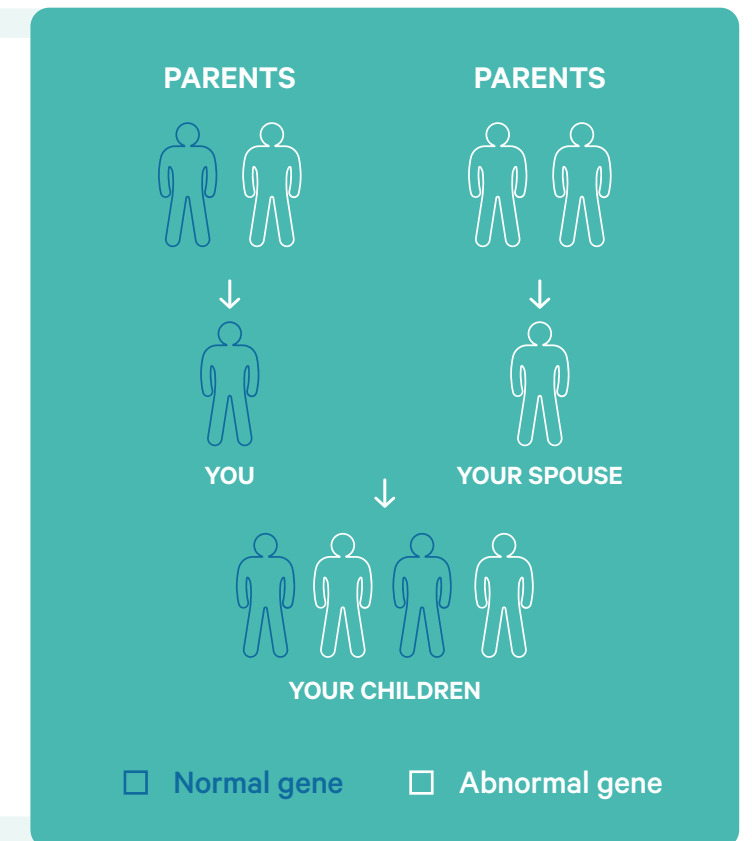 PARENTS PARENTS
YOU YOUR SPOUSE
YOUR CHILDREN
Normal gene Abnormal gene